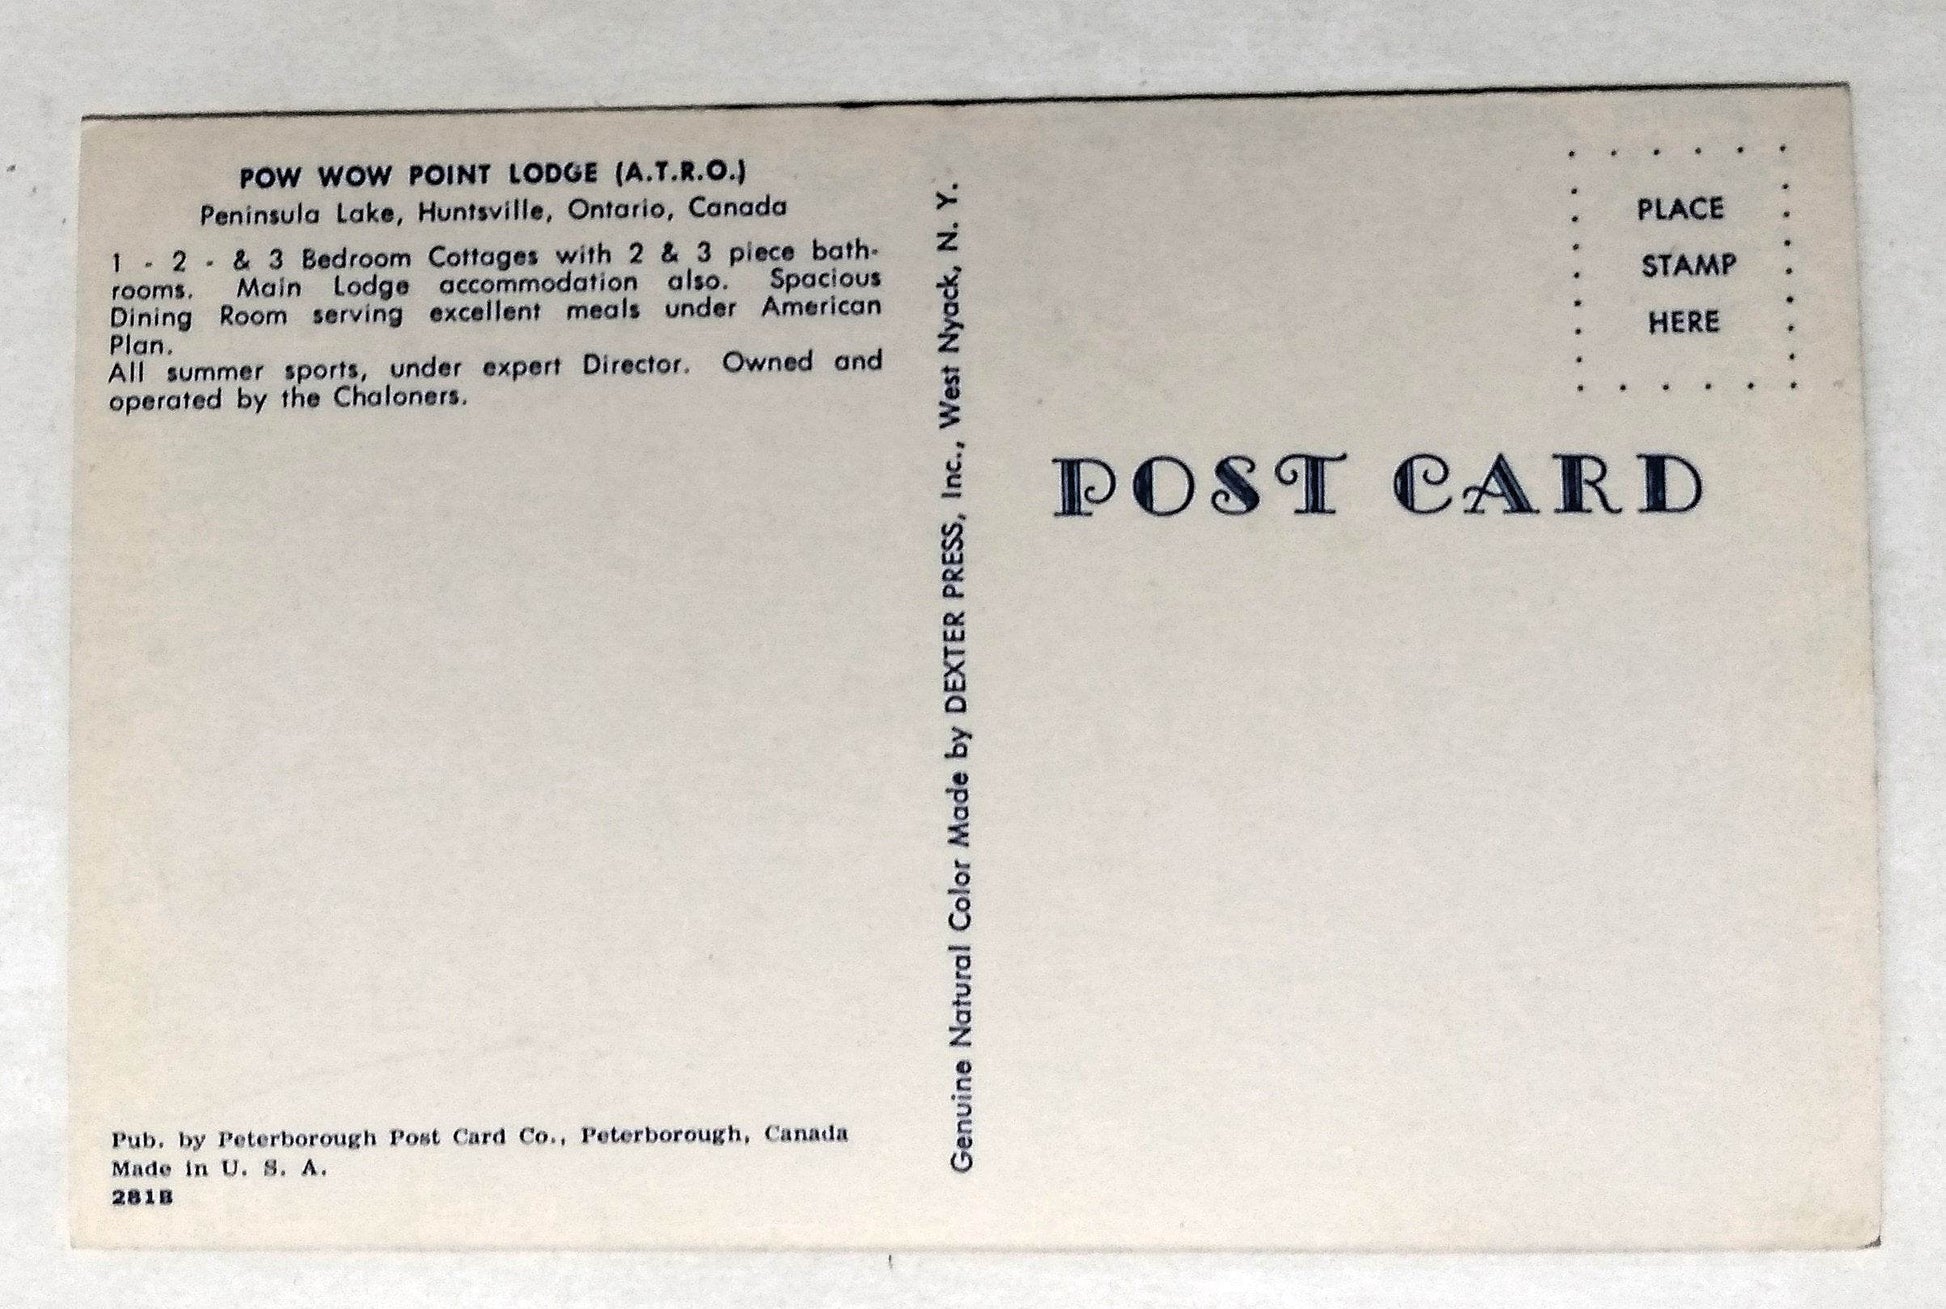 POW WOW POINT LODGE (A.T.R.O.)
Peninsula Lake, Huntsville, Ontario, Canada
1 - 2 - & 3 Bedroom Cottages with 2 & 3 piece bath-
rooms. Main Lodge accommodation also. Spacious
Dining Room serving excellent meals under American
Plan.
All summer sports, under expert Director. Owned and
operated by the Chaloners.
Pub. by Peterborough Post Card Co., Peterborough, Canada
Made in U. S. A.
281B
Genuine Natural Color Made by DEXTER PRESS, Inc., West Nyack, N. Y.
PLACE
STAMP
HERE
POST CARD